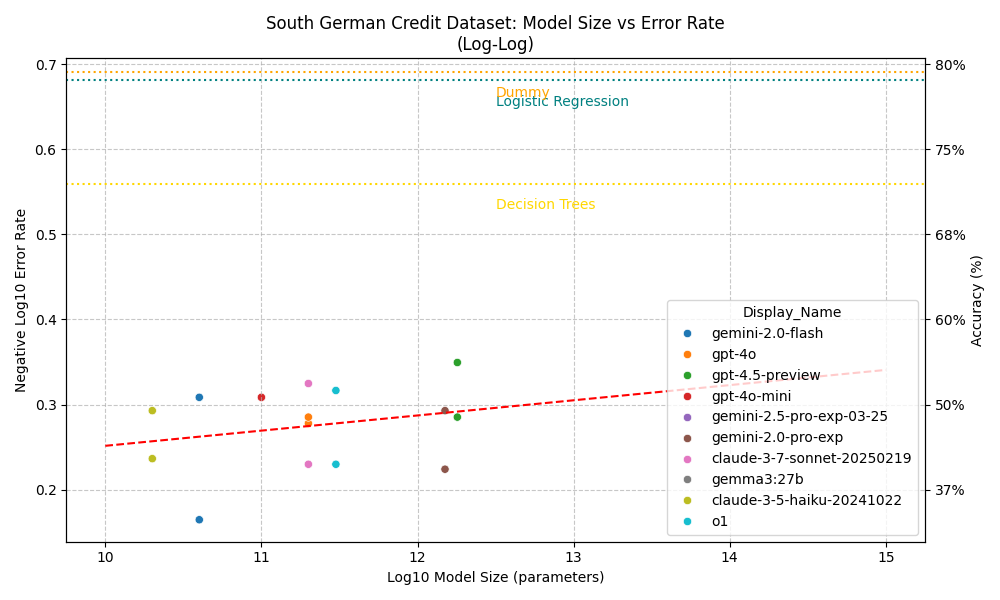 South German Credit Dataset: Model Size vs Error Rate
(Log-Log)
Negative Log10 Error Rate
0.7
0.6
0.5
0.4
0.3
0.2
Dummy
Logistic Regression
Decision Trees
Display_Name
gemini-2.0-flash
gpt-4o
gpt-4.5-preview
gpt-4o-mini
gemini-2.5-pro-exp-03-25
gemini-2.0-pro-exp
claude-3-7-sonnet-20250219
gemma3:27b
claude-3-5-haiku-20241022
o1
80%
75%
68%
60%
50%
37%
Accuracy (%)
10 11 12 13 14 15
Log10 Model Size (parameters)